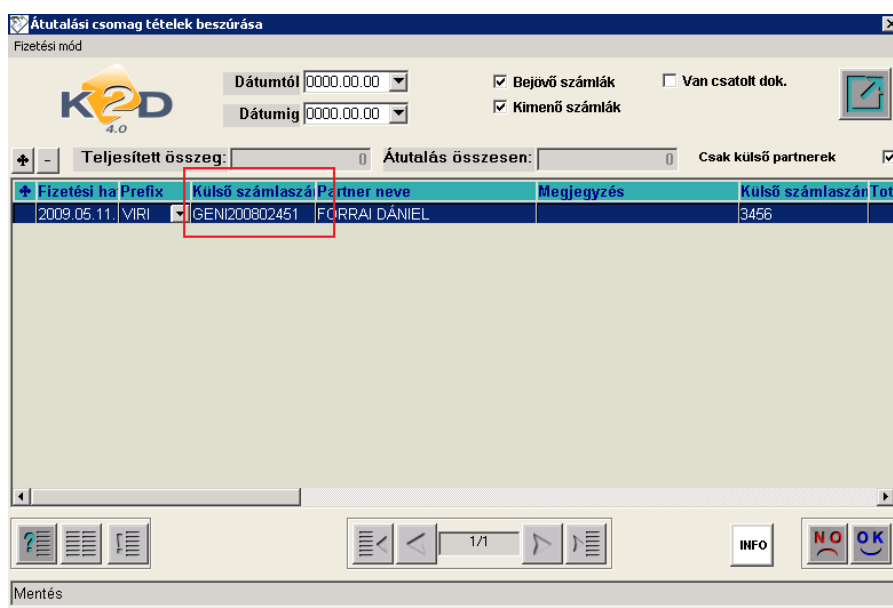 Átutalási csomag tételek beszúrása
Fizetési mód
K2D
4.0
Dátumtól 0000.00.00
Bejövő számlák
Van csatolt dok.
Dátumig 0000.00.00
Kimenő számlák
Teljesített összeg: 0 Átutalás összesen: 0 Csak külső partnerek
Fizetési ha Prefix Külső számlaszá Partner neve Megjegyzés Külső számlaszán Tot
2009.05.11. VIRI GENI200802451 FORRAI DÁNIEL 3456
1/1
INFO
NO
OK
Mentés